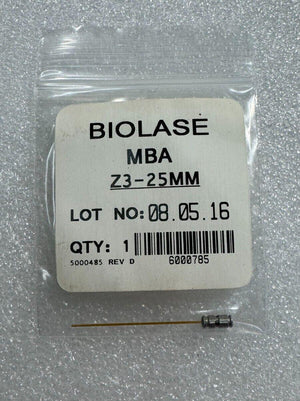 BIOLASE
MBA
Z3-25MM
LOT NO: 08.05.16
QTY: 1
5000485 REV D 6000785